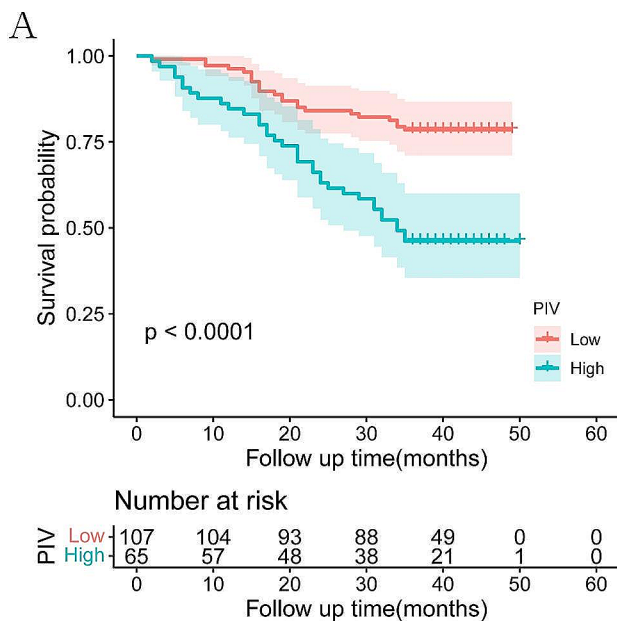 A
Survival probability
1.00
0.75
0.50
0.25
0.00
p < 0.0001
PIV
Low
High
0 10 20 30 40 50 60
Follow up time(months)
Number at risk
PIV
Low 107 104 93 88 49 0 0
High 65 57 48 38 21 1 0
0 10 20 30 40 50 60
Follow up time(months)